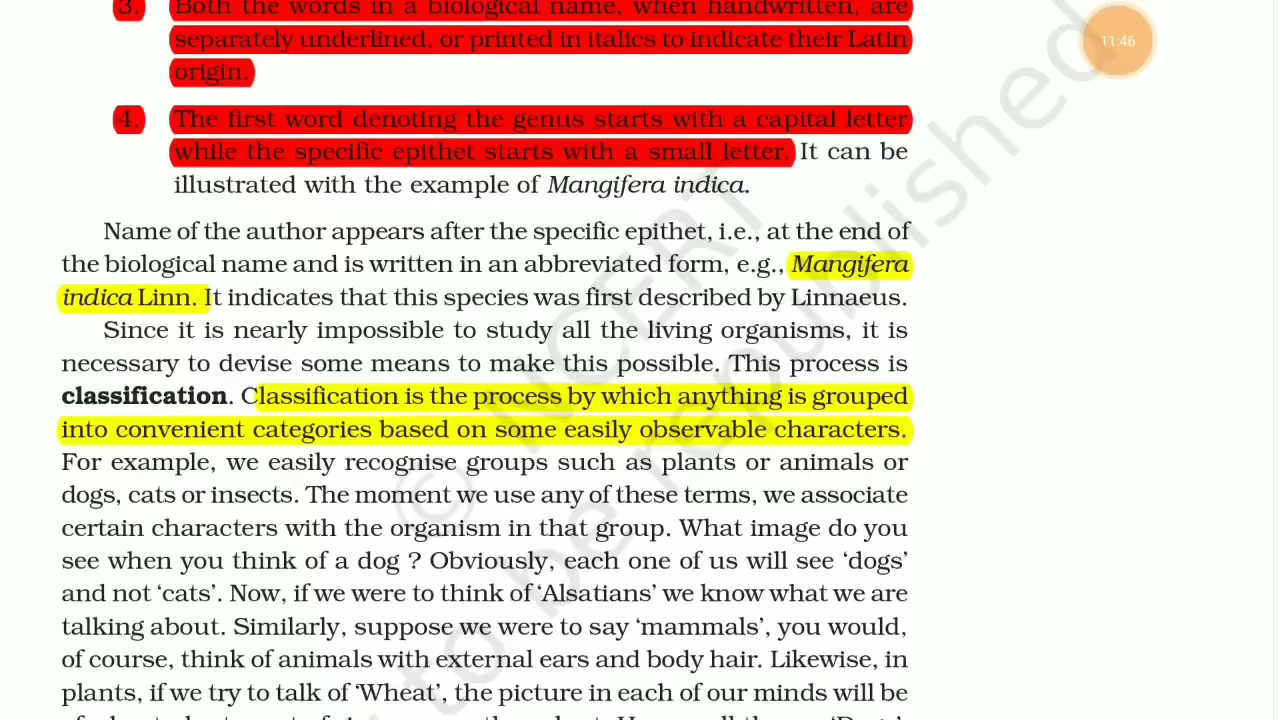 3. Both the words in a biological name, when handwritten, are
separately underlined, or printed in italics to indicate their Latin
origin.
11:46
4. The first word denoting the genus starts with a capital letter
while the specific epithet starts with a small letter. It can be
illustrated with the example of Mangifera indica.
Name of the author appears after the specific epithet, i.e., at the end of
the biological name and is written in an abbreviated form, e.g., Mangifera
indica Linn. It indicates that this species was first described by Linnaeus.
Since it is nearly impossible to study all the living organisms, it is
necessary to devise some means to make this possible. This process is
classification. Classification is the process by which anything is grouped
into convenient categories based on some easily observable characters.
For example, we easily recognise groups such as plants or animals or
dogs, cats or insects. The moment we use any of these terms, we associate
certain characters with the organism in that group. What image do you
see when you think of a dog ? Obviously, each one of us will see ‘dogs’
and not ‘cats’. Now, if we were to think of ‘Alsatians’ we know what we are
talking about. Similarly, suppose we were to say ‘mammals’, you would,
of course, think of animals with external ears and body hair. Likewise, in
plants, if we try to talk of ‘Wheat’, the picture in each of our minds will be
© NCERT
to be republished